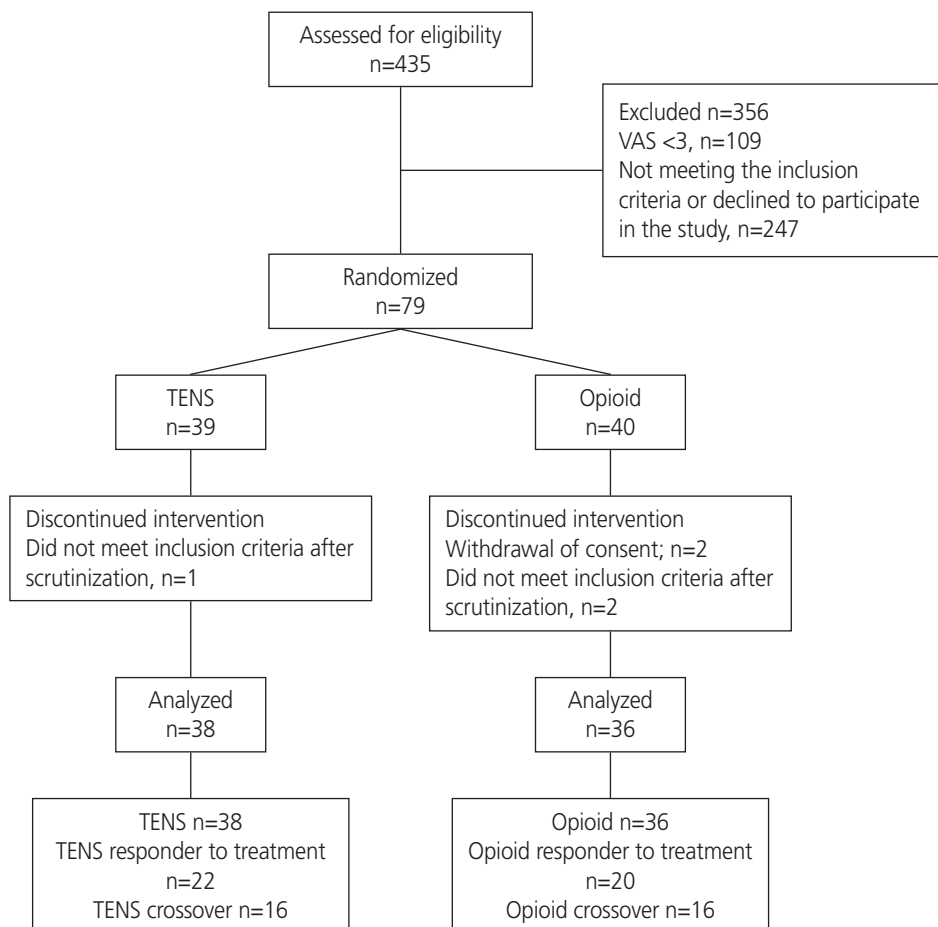 Assessed for eligibility
n=435
Excluded n=356
VAS <3, n=109
Not meeting the inclusion
criteria or declined to participate
in the study, n=247
Randomized
n=79
TENS
n=39
Opioid
n=40
Discontinued intervention
Did not meet inclusion criteria after
scrutinization, n=1
Discontinued intervention
Withdrawal of consent; n=2
Did not meet inclusion criteria after
scrutinization, n=2
Analyzed
n=38
Analyzed
n=36
TENS n=38
TENS responder to treatment
n=22
TENS crossover n=16
Opioid n=36
Opioid responder to treatment
n=20
Opioid crossover n=16